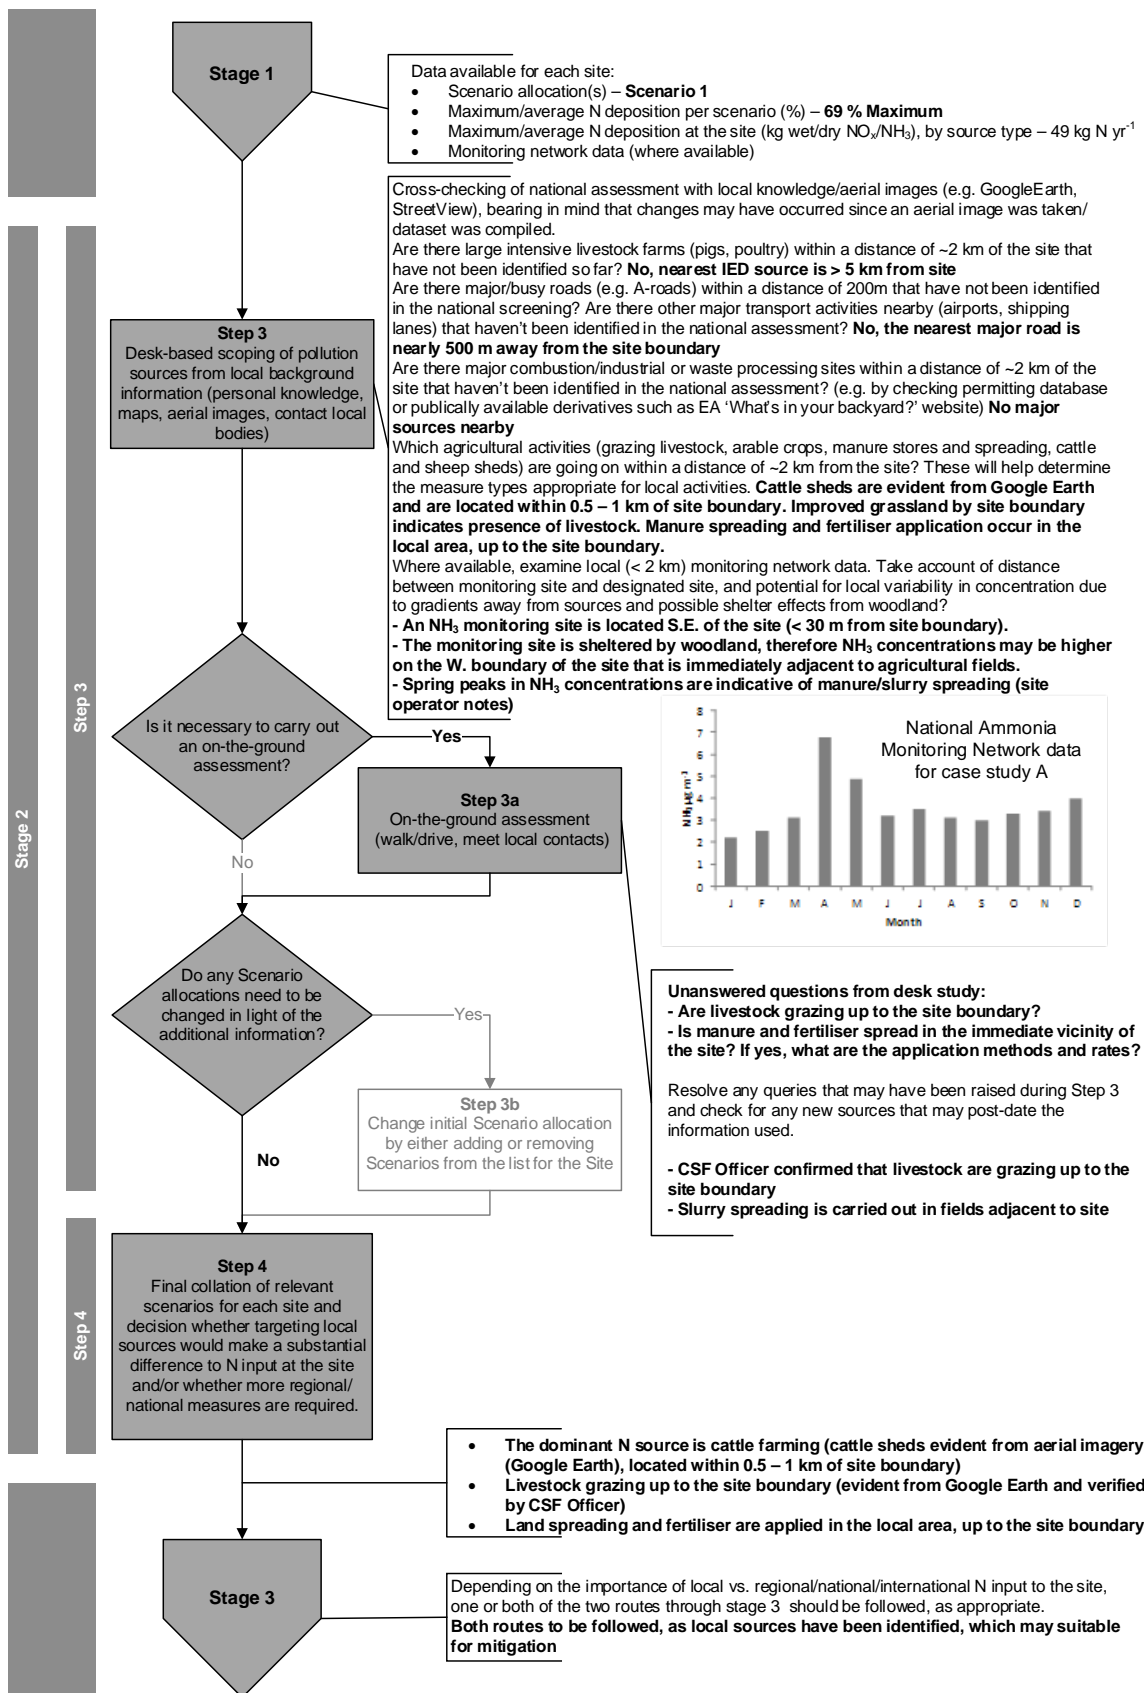 Stage 1
Data available for each site:
• Scenario allocation(s) – Scenario 1
• Maximum/average N deposition per scenario (%) – 69 % Maximum
• Maximum/average N deposition at the site (kg wet/dry NOx/NH3), by source type – 49 kg N yr-1
• Monitoring network data (where available)
Cross-checking of national assessment with local knowledge/aerial images (e.g. GoogleEarth,
StreetView), bearing in mind that changes may have occurred since an aerial image was taken/
dataset was compiled.
Are there large intensive livestock farms (pigs, poultry) within a distance of ~2 km of the site that
have not been identified so far? No, nearest IED source is > 5 km from site
Are there major/busy roads (e.g. A-roads) within a distance of 200m that have not been identified
in the national screening? Are there other major transport activities nearby (airports, shipping
lanes) that haven't been identified in the national assessment? No, the nearest major road is
nearly 500 m away from the site boundary
Are there major combustion/industrial or waste processing sites within a distance of ~2 km of the
site that haven't been identified in the national assessment? (e.g. by checking permitting database
or publically available derivatives such as EA 'What's in your backyard?' website) No major
sources nearby
Which agricultural activities (grazing livestock, arable crops, manure stores and spreading, cattle
and sheep sheds) are going on within a distance of ~2 km from the site? These will help determine
the measure types appropriate for local activities. Cattle sheds are evident from Google Earth
and are located within 0.5 – 1 km of site boundary. Improved grassland by site boundary
indicates presence of livestock. Manure spreading and fertiliser application occur in the
local area, up to the site boundary.
Where available, examine local (< 2 km) monitoring network data. Take account of distance
between monitoring site and designated site, and potential for local variability in concentration due
to gradients away from sources and possible shelter effects from woodland?
- An NH3 monitoring site is located S.E. of the site (< 30 m from site boundary).
- The monitoring site is sheltered by woodland, therefore NH3 concentrations may be higher
on the W. boundary of the site that is immediately adjacent to agricultural fields.
- Spring peaks in NH3 concentrations are indicative of manure/slurry spreading (site
operator notes)
Step 3
Desk-based scoping of pollution
sources from local background
information (personal knowledge,
maps, aerial images, contact local
bodies)
Stage 2
Step 3
Is it necessary to carry out
an on-the-ground
assessment?
Yes
No
Step 3a
On-the-ground assessment
(walk/drive, meet local contacts)
National Ammonia
Monitoring Network data
for case study A
NH3 µg m-3
8
7
6
5
4
3
2
1
0
J F M A M J J A S O N D
Month
Do any Scenario
allocations need to be
changed in light of the
additional information?
Yes
No
Step 3b
Change initial Scenario allocation
by either adding or removing
Scenarios from the list for the Site
Unanswered questions from desk study:
- Are livestock grazing up to the site boundary?
- Is manure and fertiliser spread in the immediate vicinity of
the site? If yes, what are the application methods and rates?
Resolve any queries that may have been raised during Step 3
and check for any new sources that may post-date the
information used.
- CSF Officer confirmed that livestock are grazing up to the
site boundary
- Slurry spreading is carried out in fields adjacent to site
Step 4
Step 4
Final collation of relevant
scenarios for each site and
decision whether targeting local
sources would make a substantial
difference to N input at the site
and/or whether more regional/
national measures are required.
• The dominant N source is cattle farming (cattle sheds evident from aerial imagery
(Google Earth), located within 0.5 – 1 km of site boundary)
• Livestock grazing up to the site boundary (evident from Google Earth and verified
by CSF Officer)
• Land spreading and fertiliser are applied in the local area, up to the site boundary
Stage 3
Depending on the importance of local vs. regional/national/international N input to the site,
one or both of the two routes through stage 3 should be followed, as appropriate.
Both routes to be followed, as local sources have been identified, which may suitable
for mitigation